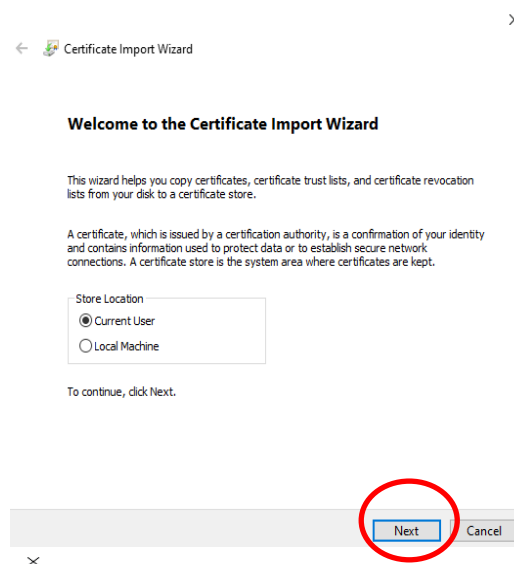 Certificate Import Wizard
Welcome to the Certificate Import Wizard
This wizard helps you copy certificates, certificate trust lists, and certificate revocation
lists from your disk to a certificate store.
A certificate, which is issued by a certification authority, is a confirmation of your identity
and contains information used to protect data or to establish secure network
connections. A certificate store is the system area where certificates are kept.
Store Location
Current User
Local Machine
To continue, click Next.
Next Cancel